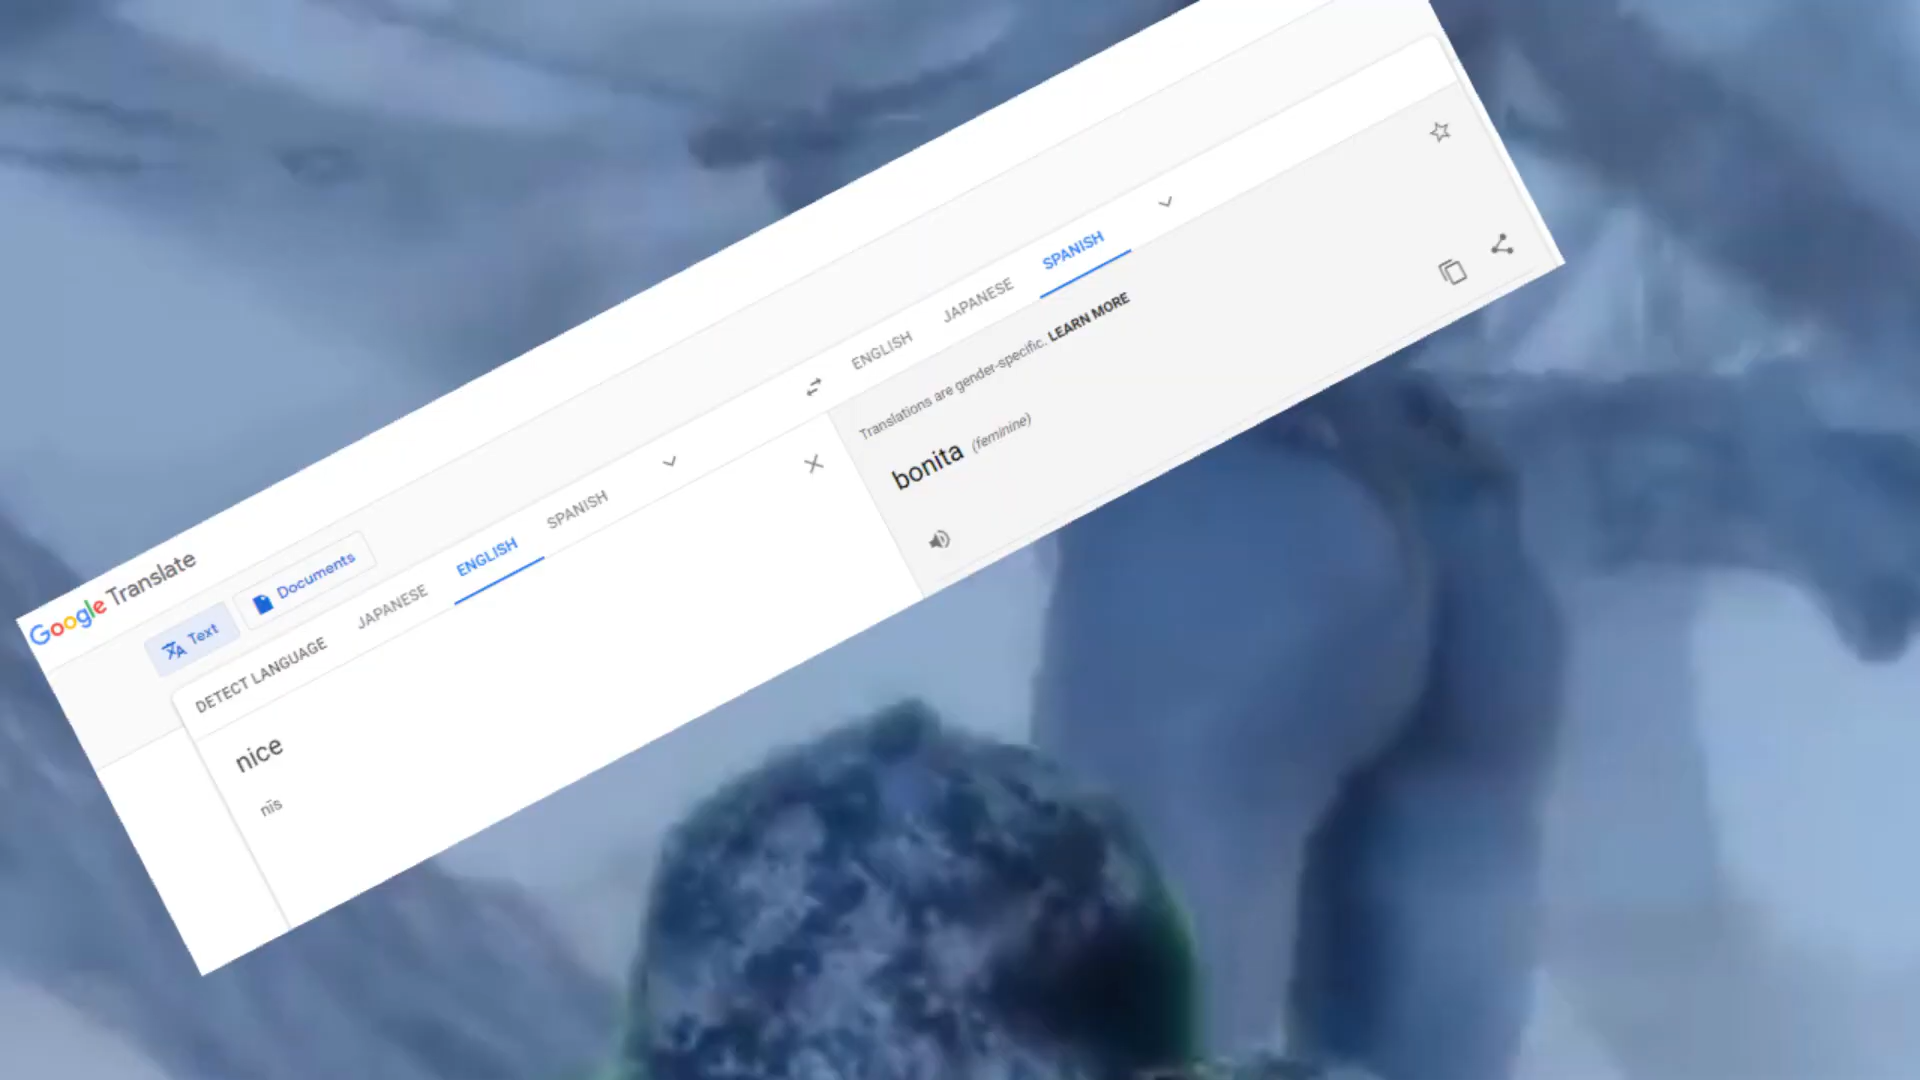 Google Translate
Text
Documents
DETECT LANGUAGE JAPANESE ENGLISH SPANISH
ENGLISH JAPANESE SPANISH
nice
nīs
Translations are gender-specific. LEARN MORE
bonita (feminine)